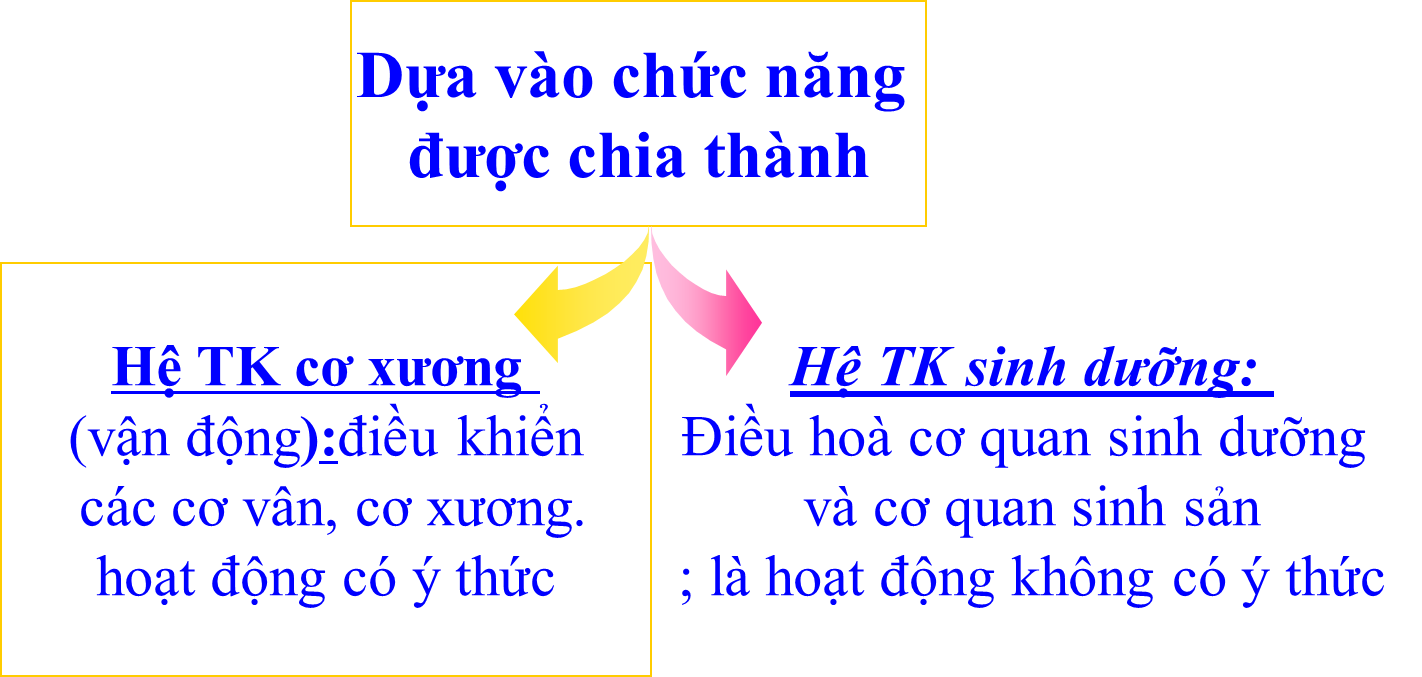 Dựa vào chức năng
được chia thành
Hệ TK cơ xương
(vận động):điều khiển
các cơ vân, cơ xương.
hoạt động có ý thức
Hệ TK sinh dưỡng:
Điều hoà cơ quan sinh dưỡng
và cơ quan sinh sản
; là hoạt động không có ý thức